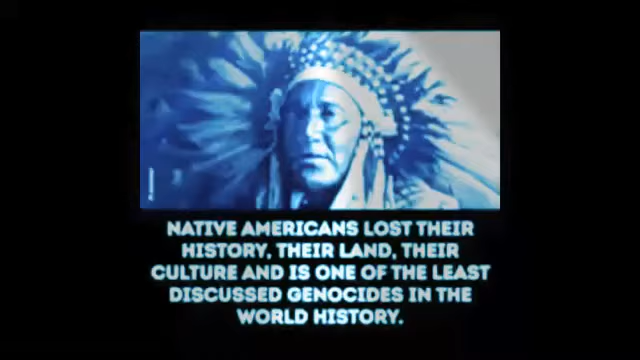 NATIVE AMERICANS LOST THEIR
HISTORY, THEIR LAND, THEIR
CULTURE AND IS ONE OF THE LEAST
DISCUSSED GENOCIDES IN THE
WORLD HISTORY.